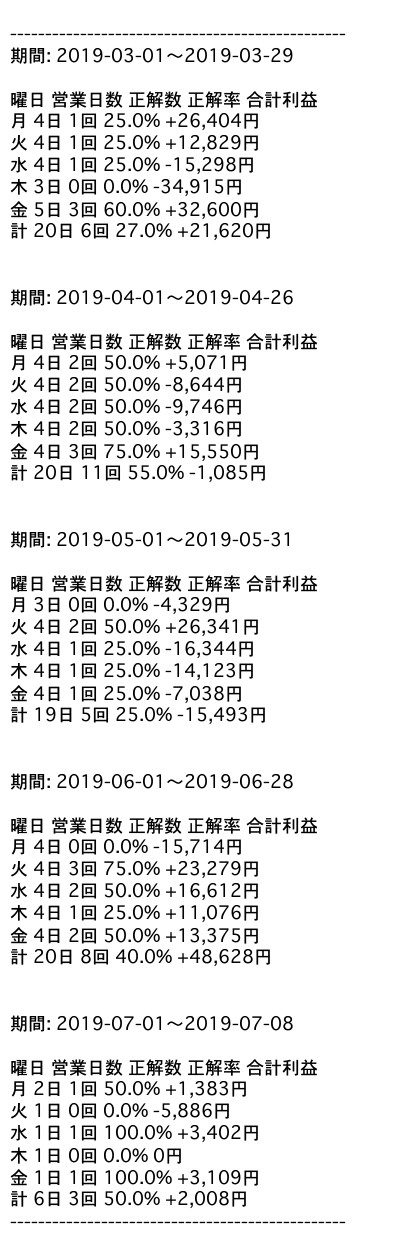 ------------------------------------------------
期間: 2019-03-01〜2019-03-29
曜日 営業日数 正解数 正解率 合計利益
月 4日 1回 25.0% +26,404円
火 4日 1回 25.0% +12,829円
水 4日 1回 25.0% -15,298円
木 3日 0回 0.0% -34,915円
金 5日 3回 60.0% +32,600円
計 20日 6回 27.0% +21,620円
期間: 2019-04-01〜2019-04-26
曜日 営業日数 正解数 正解率 合計利益
月 4日 2回 50.0% +5,071円
火 4日 2回 50.0% -8,644円
水 4日 2回 50.0% -9,746円
木 4日 2回 50.0% -3,316円
金 4日 3回 75.0% +15,550円
計 20日 11回 55.0% -1,085円
期間: 2019-05-01〜2019-05-31
曜日 営業日数 正解数 正解率 合計利益
月 3日 0回 0.0% -4,329円
火 4日 2回 50.0% +26,341円
水 4日 1回 25.0% -16,344円
木 4日 1回 25.0% -14,123円
金 4日 1回 25.0% -7,038円
計 19日 5回 25.0% -15,493円
期間: 2019-06-01〜2019-06-28
曜日 営業日数 正解数 正解率 合計利益
月 4日 0回 0.0% -15,714円
火 4日 3回 75.0% +23,279円
水 4日 2回 50.0% +16,612円
木 4日 1回 25.0% +11,076円
金 4日 2回 50.0% +13,375円
計 20日 8回 40.0% +48,628円
期間: 2019-07-01〜2019-07-08
曜日 営業日数 正解数 正解率 合計利益
月 2日 1回 50.0% +1,383円
火 1日 0回 0.0% -5,886円
水 1日 1回 100.0% +3,402円
木 1日 0回 0.0% 0円
金 1日 1回 100.0% +3,109円
計 6日 3回 50.0% +2,008円
------------------------------------------------